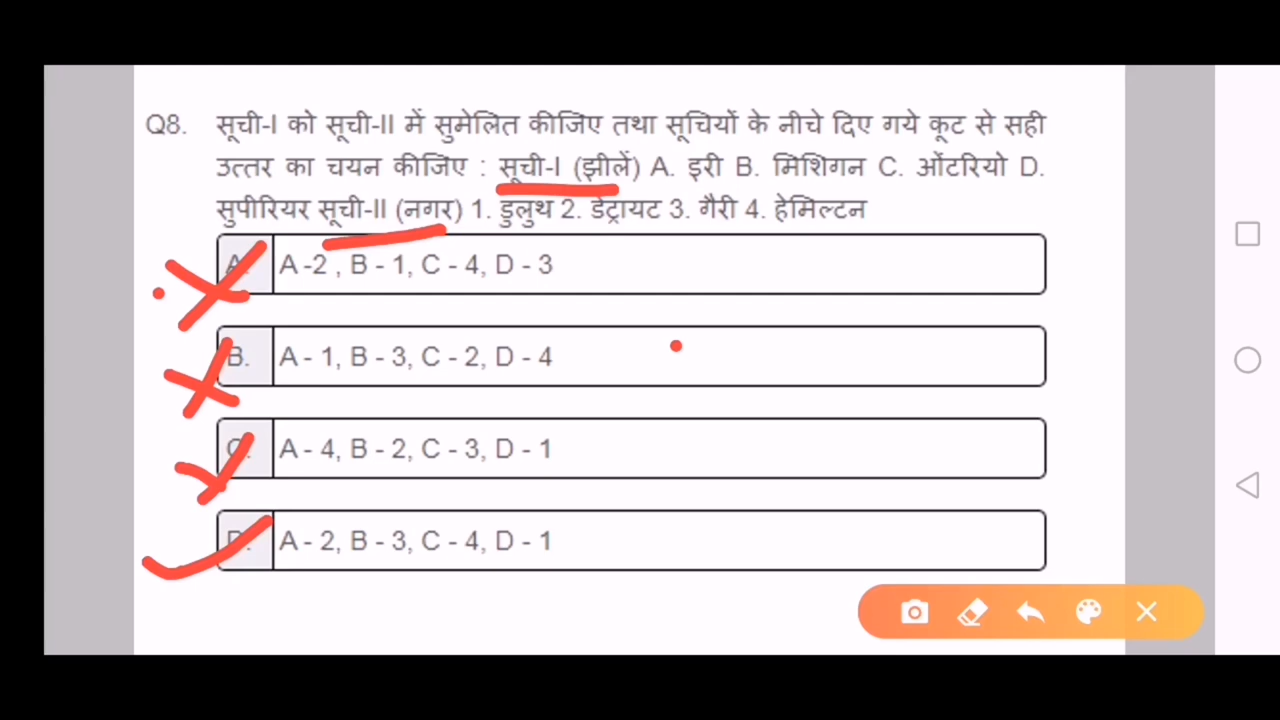 Q8. सूची-I को सूची-II में सुमेलित कीजिए तथा सूचियों के नीचे दिए गये कूट से सही
उत्तर का चयन कीजिए : सूची-I (झीलें) A. इरी B. मिशिगन C. ओंटरियो D.
सुपीरियर सूची-II (नगर) 1. डुलुथ 2. डेट्रायट 3. गैरी 4. हेमिल्टन
A. A -2 , B - 1, C - 4, D - 3
B. A - 1, B - 3, C - 2, D - 4
C. A - 4, B - 2, C - 3, D - 1
D. A - 2, B - 3, C - 4, D - 1